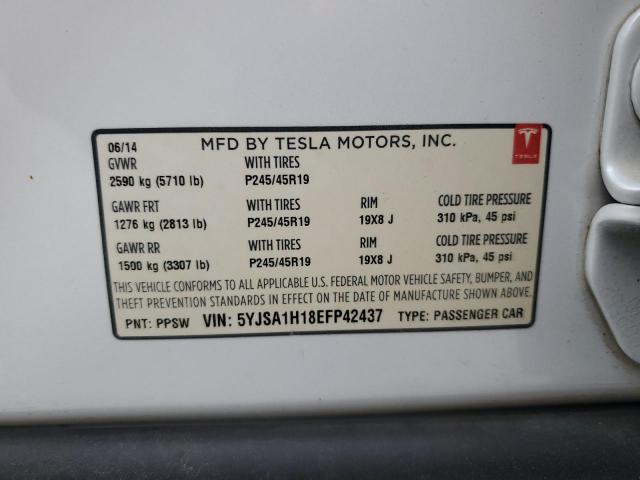 06/14 MFD BY TESLA MOTORS, INC.
TESLA
GVWR WITH TIRES
2590 kg (5710 lb) P245/45R19
GAWR FRT WITH TIRES RIM COLD TIRE PRESSURE
1276 kg (2813 lb) P245/45R19 19X8 J 310 kPa, 45 psi
GAWR RR WITH TIRES RIM COLD TIRE PRESSURE
1500 kg (3307 lb) P245/45R19 19X8 J 310 kPa, 45 psi
THIS VEHICLE CONFORMS TO ALL APPLICABLE U.S. FEDERAL MOTOR VEHICLE SAFETY, BUMPER, AND
THEFT PREVENTION STANDARDS IN EFFECT ON THE DATE OF MANUFACTURE SHOWN ABOVE.
PNT: PPSW VIN: 5YJSA1H18EFP42437 TYPE: PASSENGER CAR